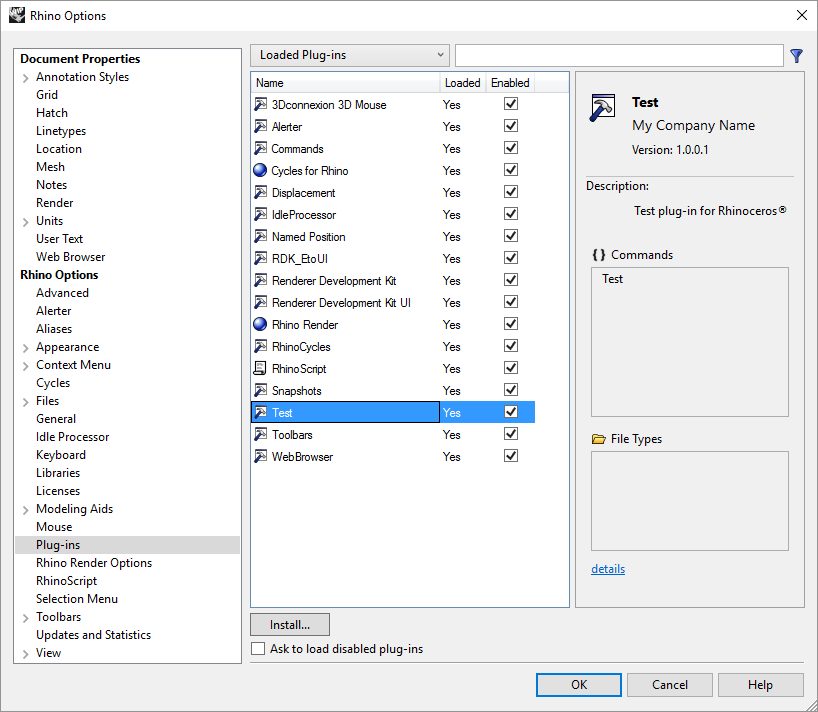 Rhino Options
Document Properties
Annotation Styles
Grid
Hatch
Linetypes
Location
Mesh
Notes
Render
Units
User Text
Web Browser
Rhino Options
Advanced
Alerter
Aliases
Appearance
Context Menu
Cycles
Files
General
Idle Processor
Keyboard
Libraries
Licenses
Modeling Aids
Mouse
Plug-ins
Rhino Render Options
RhinoScript
Selection Menu
Toolbars
Updates and Statistics
View
Loaded Plug-ins
Name Loaded Enabled
3Dconnexion 3D Mouse Yes
Alerter Yes
Commands Yes
Cycles for Rhino Yes
Displacement Yes
IdleProcessor Yes
Named Position Yes
RDK_EtoUI Yes
Renderer Development Kit Yes
Renderer Development Kit UI Yes
Rhino Render Yes
RhinoCycles Yes
RhinoScript Yes
Snapshots Yes
Test Yes
Toolbars Yes
WebBrowser Yes
Install...
Ask to load disabled plug-ins
Test
My Company Name
Version: 1.0.0.1
Description:
Test plug-in for Rhinoceros®
{} Commands
Test
File Types
details
OK Cancel Help